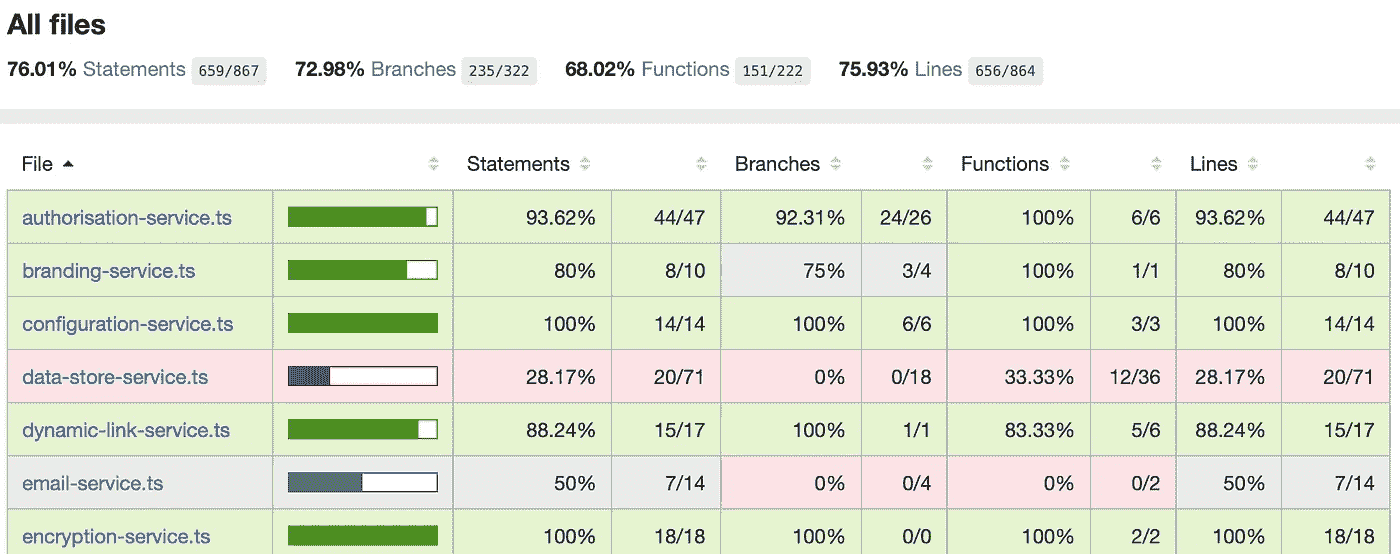 All files
76.01% Statements 659/867 72.98% Branches 235/322 68.02% Functions 151/222 75.93% Lines 656/864
File Statements Branches Functions Lines
authorisation-service.ts 93.62% 44/47 92.31% 24/26 100% 6/6 93.62% 44/47
branding-service.ts 80% 8/10 75% 3/4 100% 1/1 80% 8/10
configuration-service.ts 100% 14/14 100% 6/6 100% 3/3 100% 14/14
data-store-service.ts 28.17% 20/71 0% 0/18 33.33% 12/36 28.17% 20/71
dynamic-link-service.ts 88.24% 15/17 100% 1/1 83.33% 5/6 88.24% 15/17
email-service.ts 50% 7/14 0% 0/4 0% 0/2 50% 7/14
encryption-service.ts 100% 18/18 100% 0/0 100% 2/2 100% 18/18